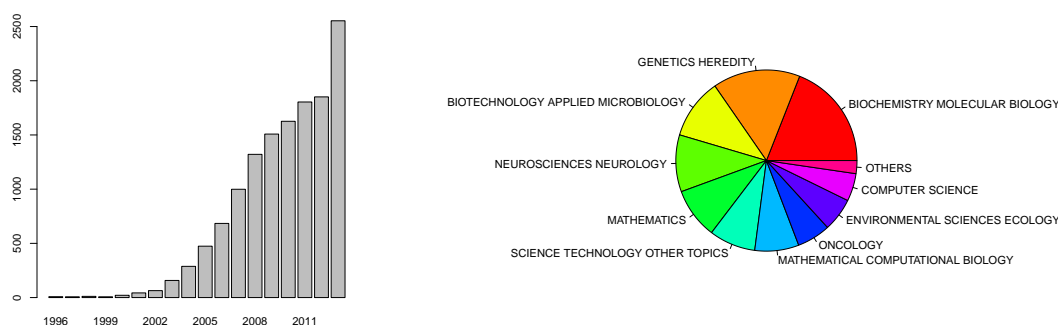 2500
2000
1500
1000
500
0
1996 1999 2002 2005 2008 2011
GENETICS HEREDITY
BIOTECHNOLOGY APPLIED MICROBIOLOGY
BIOCHEMISTRY MOLECULAR BIOLOGY
NEUROSCIENCES NEUROLOGY
OTHERS
COMPUTER SCIENCE
MATHEMATICS
ENVIRONMENTAL SCIENCES ECOLOGY
ONCOLOGY
SCIENCE TECHNOLOGY OTHER TOPICS
MATHEMATICAL COMPUTATIONAL BIOLOGY